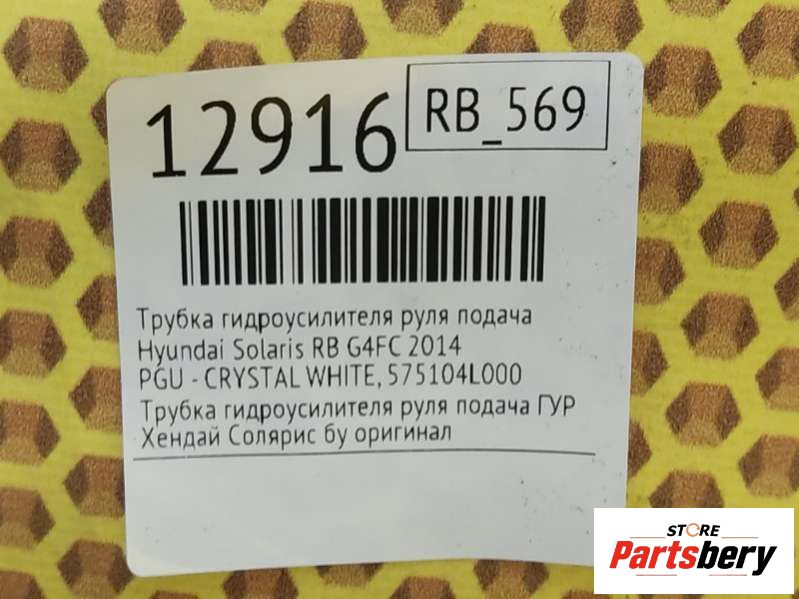 12916
RB_569
Трубка гидроусилителя руля подача
Hyundai Solaris RB G4FC 2014
PGU - CRYSTAL WHITE, 575104L000
Трубка гидроусилителя руля подача ГУР
Хендай Солярис бу оригинал
STORE
Partsbery